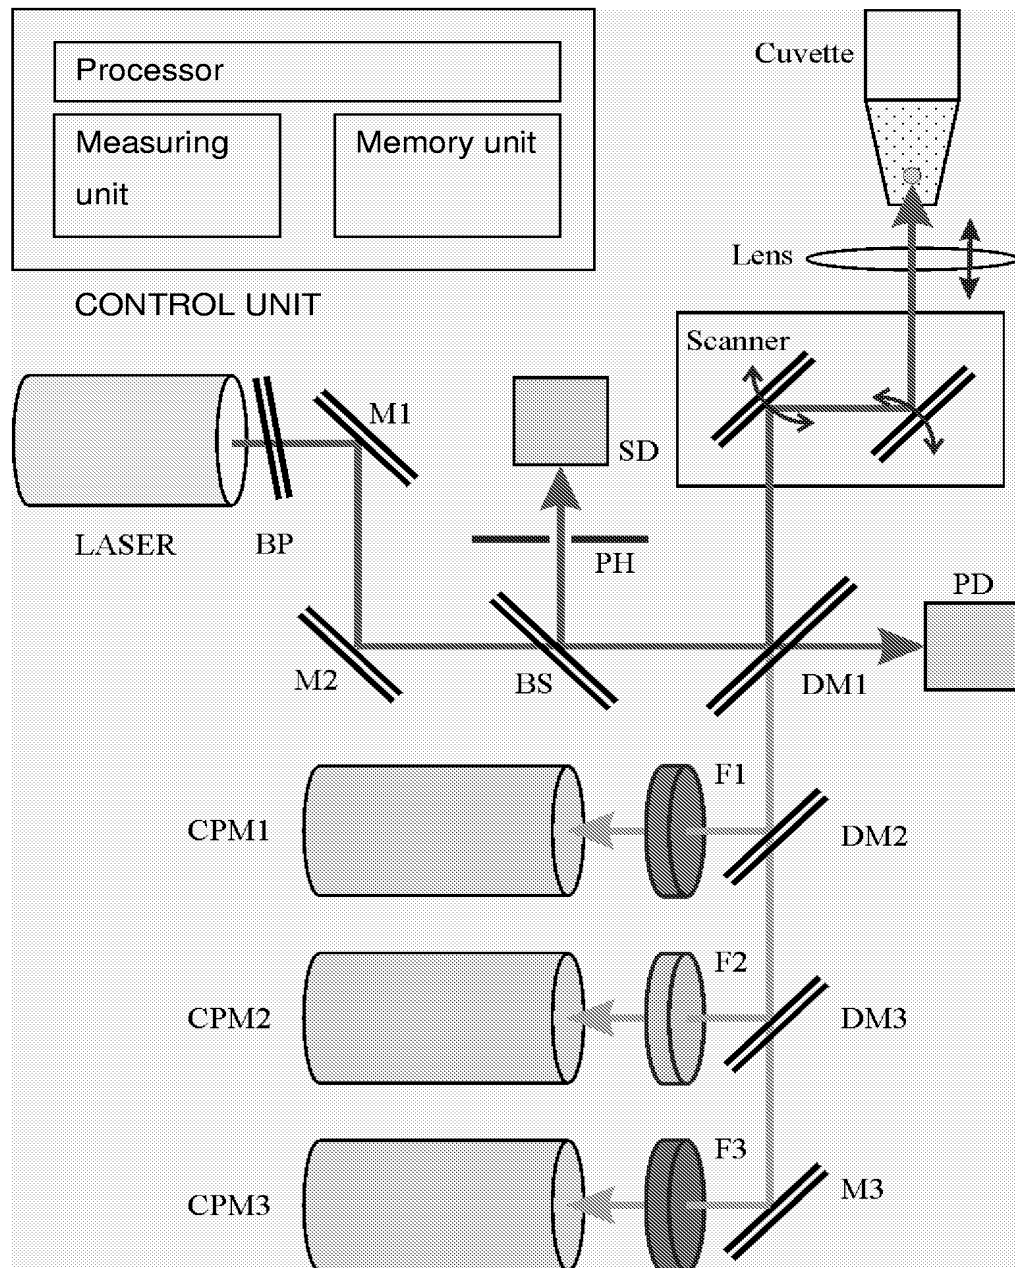 Processor
Measuring
unit
Memory unit
CONTROL UNIT
Cuvette
Lens
Scanner
M1
SD
LASER
BP
PH
PD
M2
BS
DM1
F1
CPM1
DM2
F2
CPM2
DM3
F3
CPM3
M3